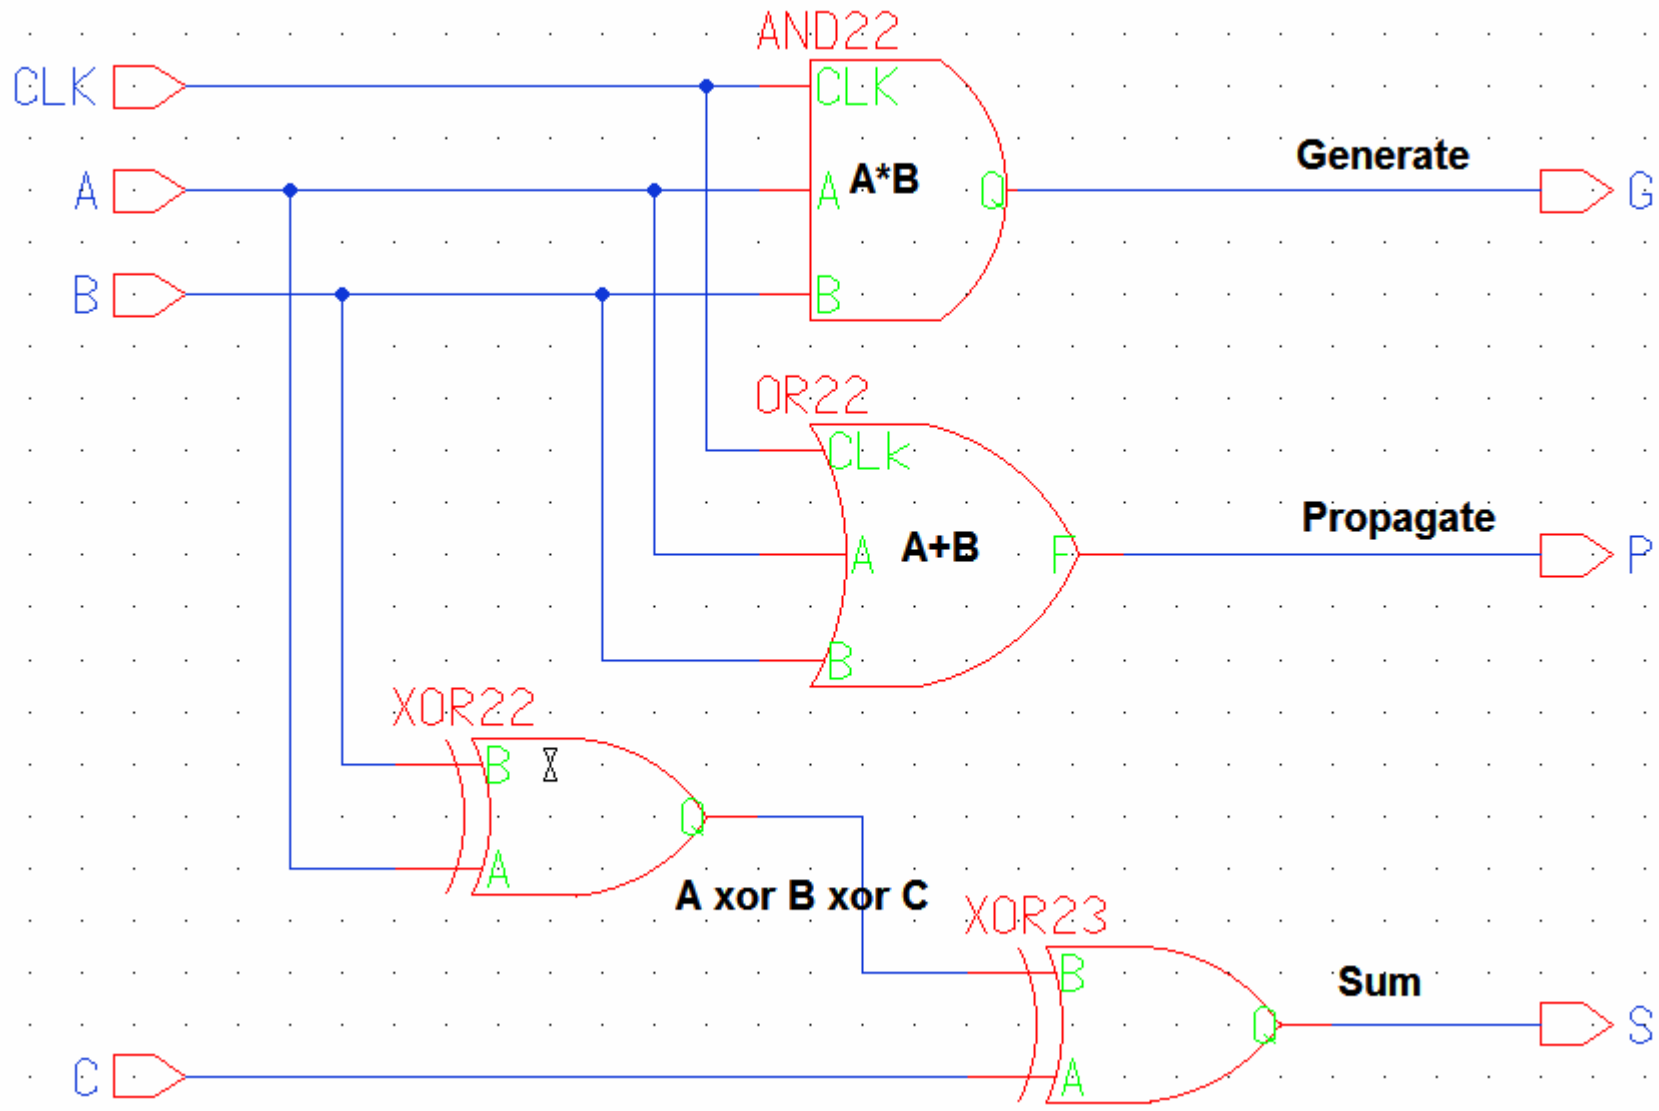 AND22
CLK
CLK
A
A
A*B
Q
Generate
G
B
B
OR22
CLK
A
A+B
F
Propagate
P
B
XOR22
B
Q
A
A xor B xor C
XOR23
B
Sum
Q
S
C
A